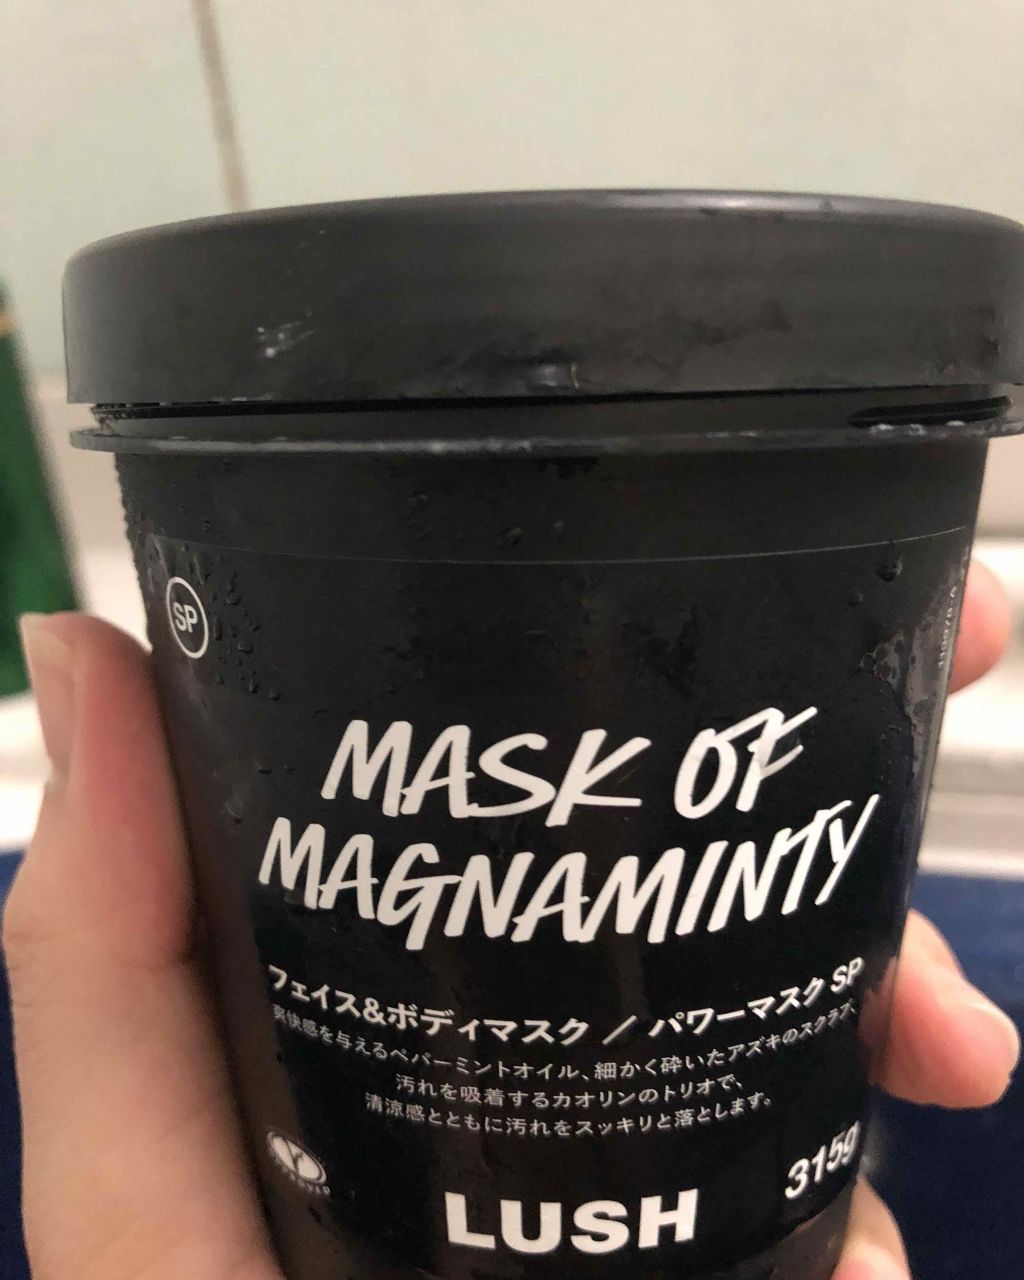 SP
MASK OF
MAGNAMINTY
フェイス&ボディマスク / パワーマスク SP
爽快感を与えるペパーミントオイル、細かく砕いたアズキのスクラブ、
汚れを吸着するカオリンのトリオで、
清涼感とともに汚れをスッキリと落とします。
315g
LUSH